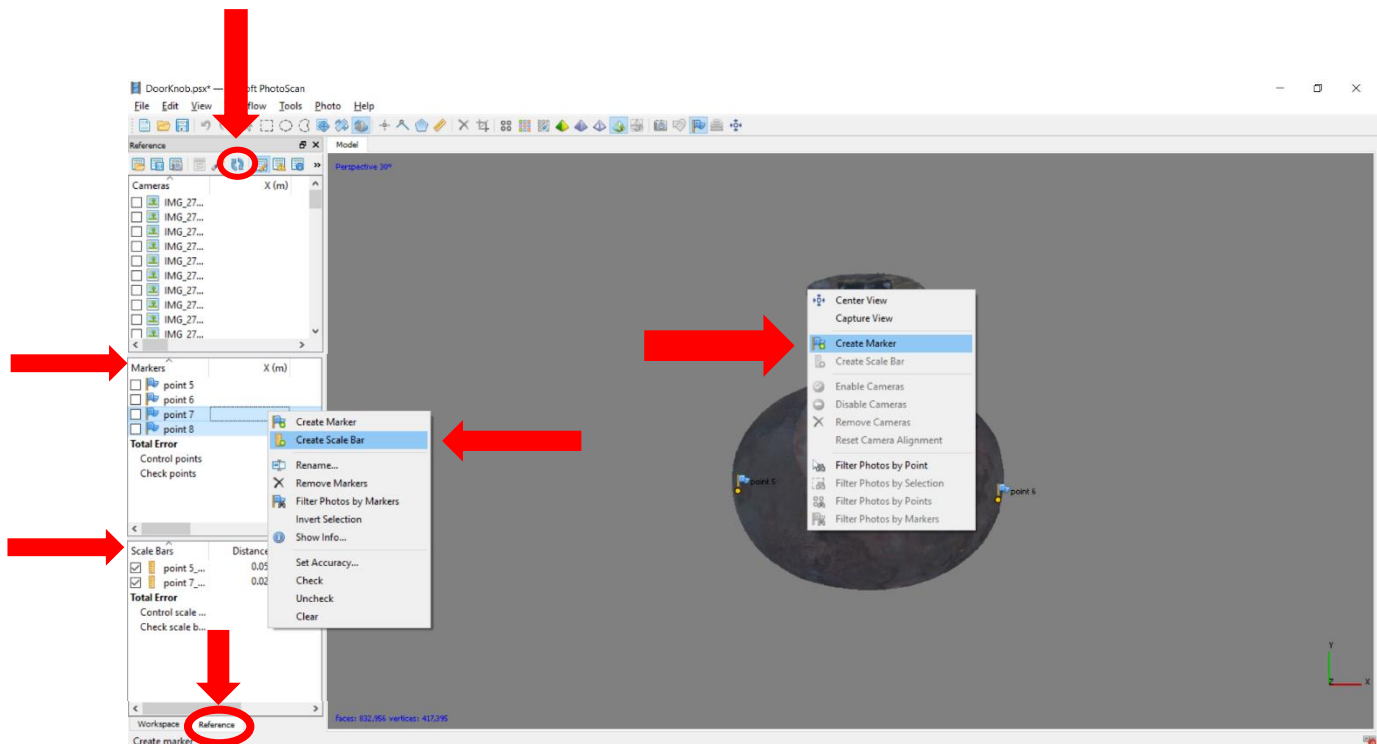 DoorKnob.psx* — oft PhotoScan
File Edit View flow Tools Photo Help
Reference
Model
Perspective 30°
Cameras X (m)
IMG_27...
IMG_27...
IMG_27...
IMG_27...
IMG_27...
IMG_27...
IMG_27...
IMG_27...
IMG_27...
IMG 27...
Markers X (m)
point 5
point 6
point 7
point 8
Total Error
Control points
Check points
Create Marker
Create Scale Bar
Rename...
Remove Markers
Filter Photos by Markers
Invert Selection
Show Info...
Set Accuracy...
Check
Uncheck
Clear
Scale Bars Distance
point 5_... 0.05
point 7_... 0.02
Total Error
Control scale ...
Check scale b...
Workspace Reference
Create marker
Center View
Capture View
Create Marker
Create Scale Bar
Enable Cameras
Disable Cameras
Remove Cameras
Reset Camera Alignment
Filter Photos by Point
Filter Photos by Selection
Filter Photos by Points
Filter Photos by Markers
point 5
point 6
Y
Z X
faces: 832,956 vertices: 417,395